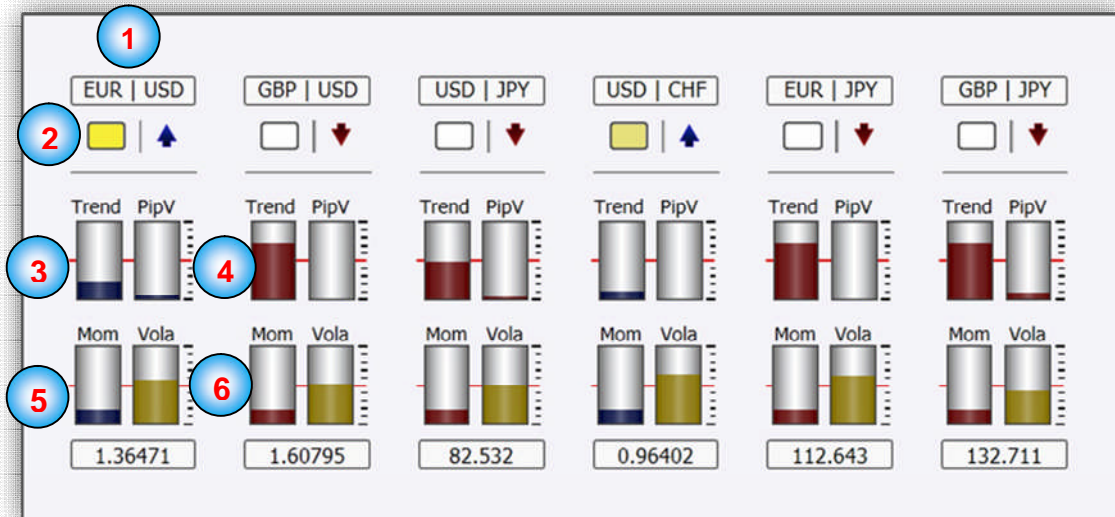 1
EUR | USD GBP | USD USD | JPY USD | CHF EUR | JPY GBP | JPY
2
Trend PipV Trend PipV Trend PipV Trend PipV Trend PipV Trend PipV
3 4
Mom Vola Mom Vola Mom Vola Mom Vola Mom Vola Mom Vola
5 6
1.36471 1.60795 82.532 0.96402 112.643 132.711